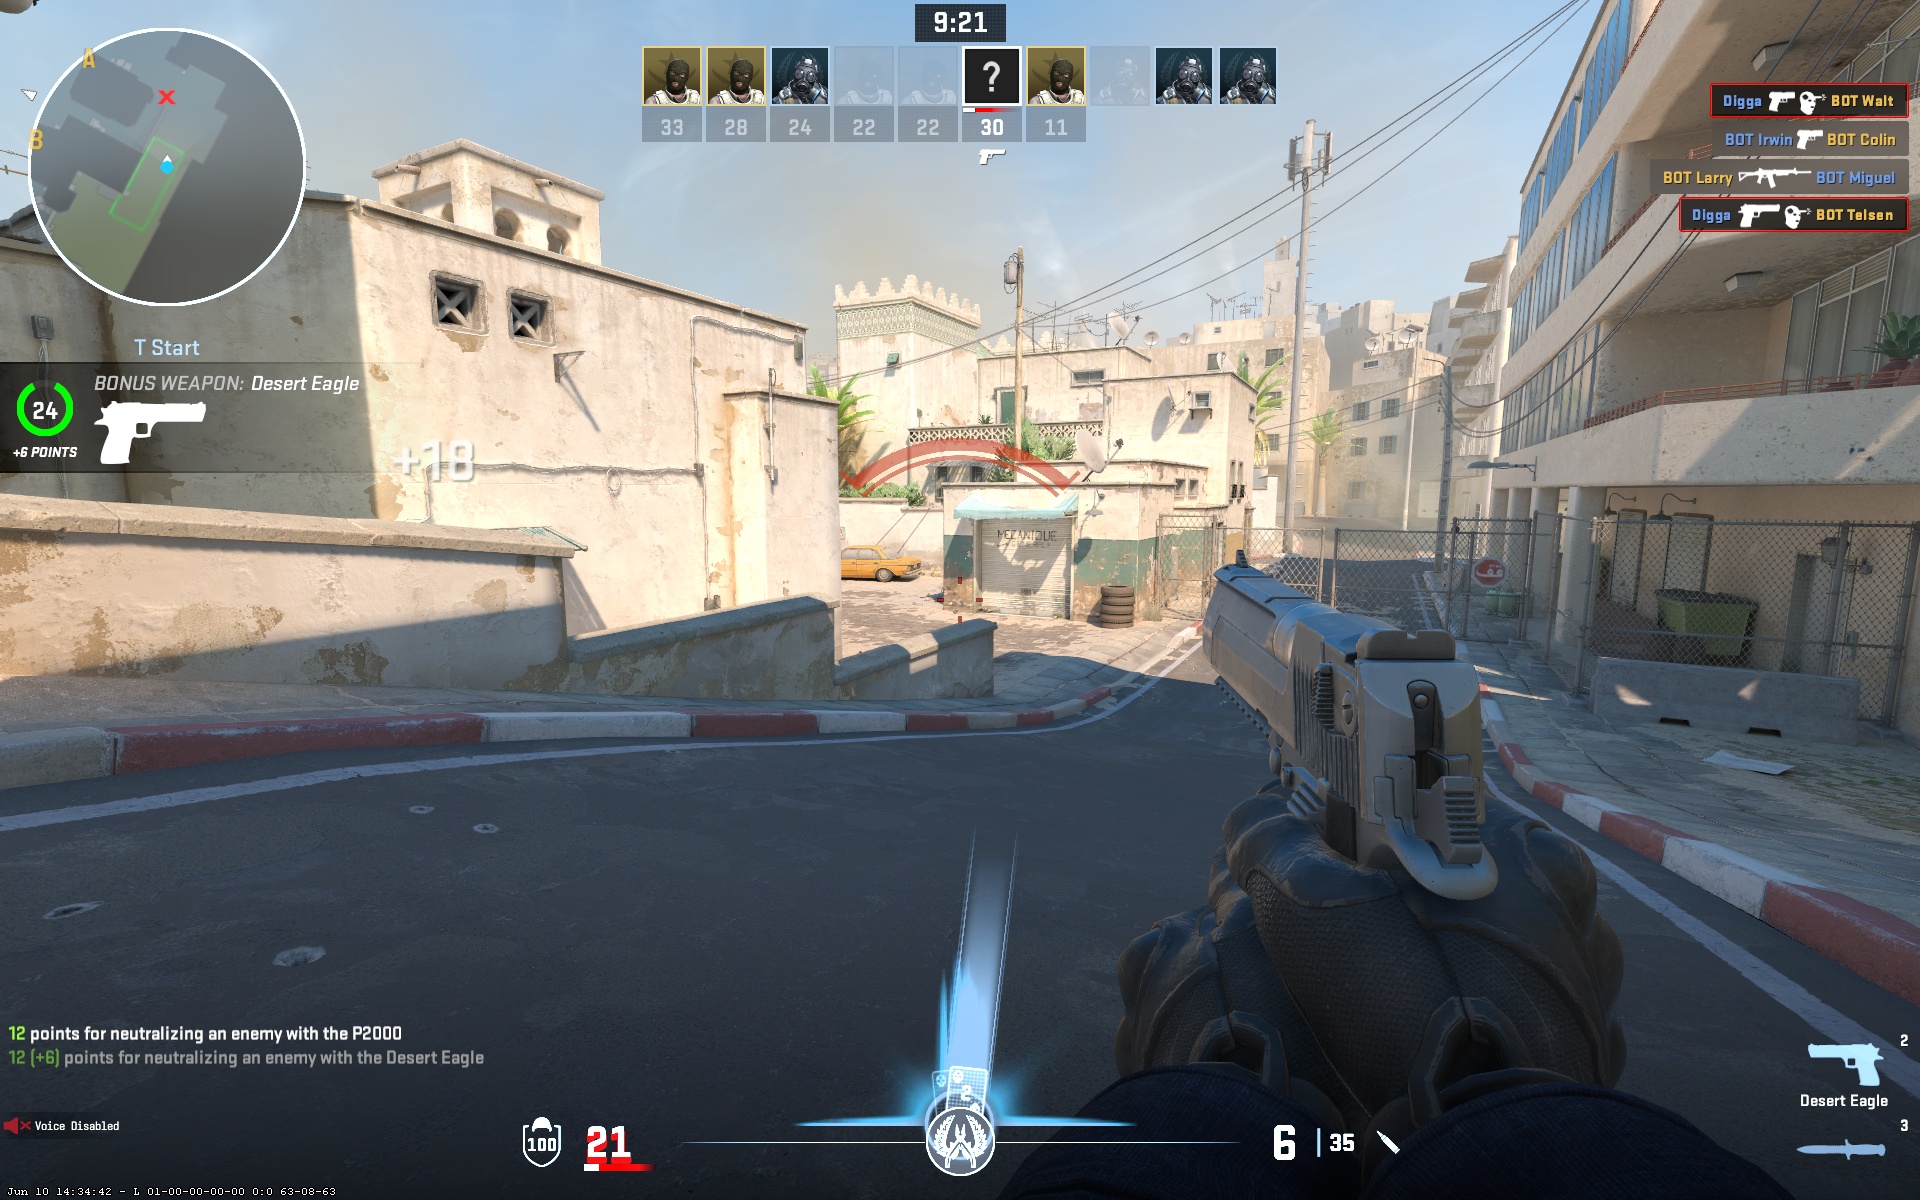 9:21
A
B
33
28
24
22
22
?
30
11
Digga BOT Walt
BOT Irwin BOT Colin
BOT Larry BOT Miguel
Digga BOT Telsen
T Start
BONUS WEAPON: Desert Eagle
24
+6 POINTS
+18
MECANIQUE
قف
12 points for neutralizing an enemy with the P2000
12 (+6) points for neutralizing an enemy with the Desert Eagle
Voice Disabled
100
21
2
6 | 35
2
Desert Eagle
3
Jun 10 14:34:42 - L 01-00-00-00-00 0:0 63-08-63